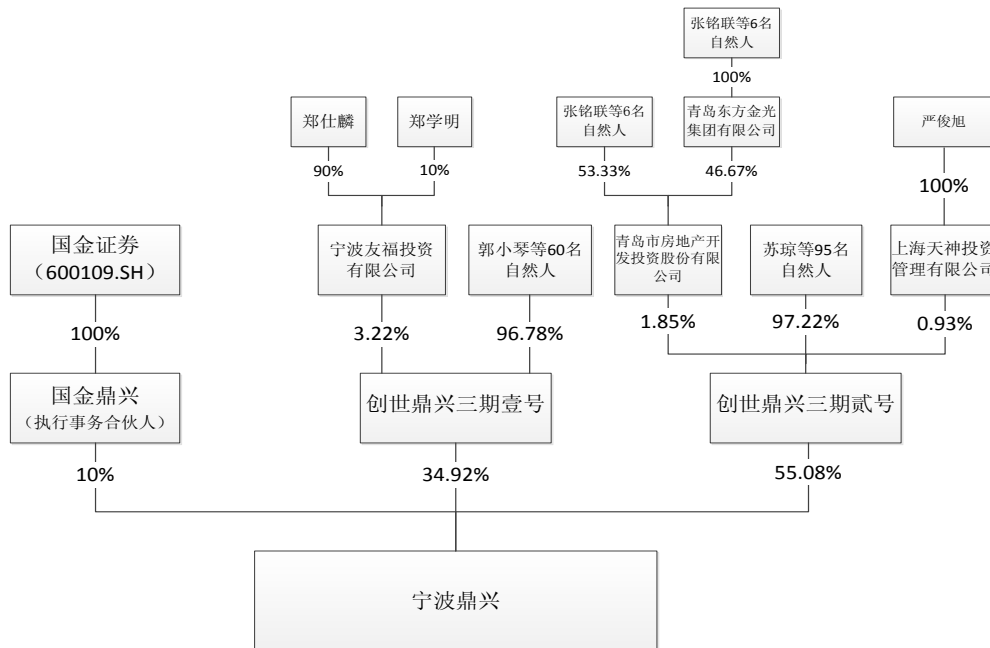 张铭联等6名
自然人
100%
郑仕麟
郑学明
张铭联等6名
自然人
青岛东方金光
集团有限公司
严俊旭
90%
10%
53.33%
46.67%
100%
国金证券
（600109.SH）
宁波友福投资
有限公司
郭小琴等60名
自然人
青岛市房地产开
发投资股份有限
公司
苏琼等95名
自然人
上海天神投资
管理有限公司
100%
3.22%
96.78%
1.85%
97.22%
0.93%
国金鼎兴
（执行事务合伙人）
创世鼎兴三期壹号
创世鼎兴三期贰号
10%
34.92%
55.08%
宁波鼎兴